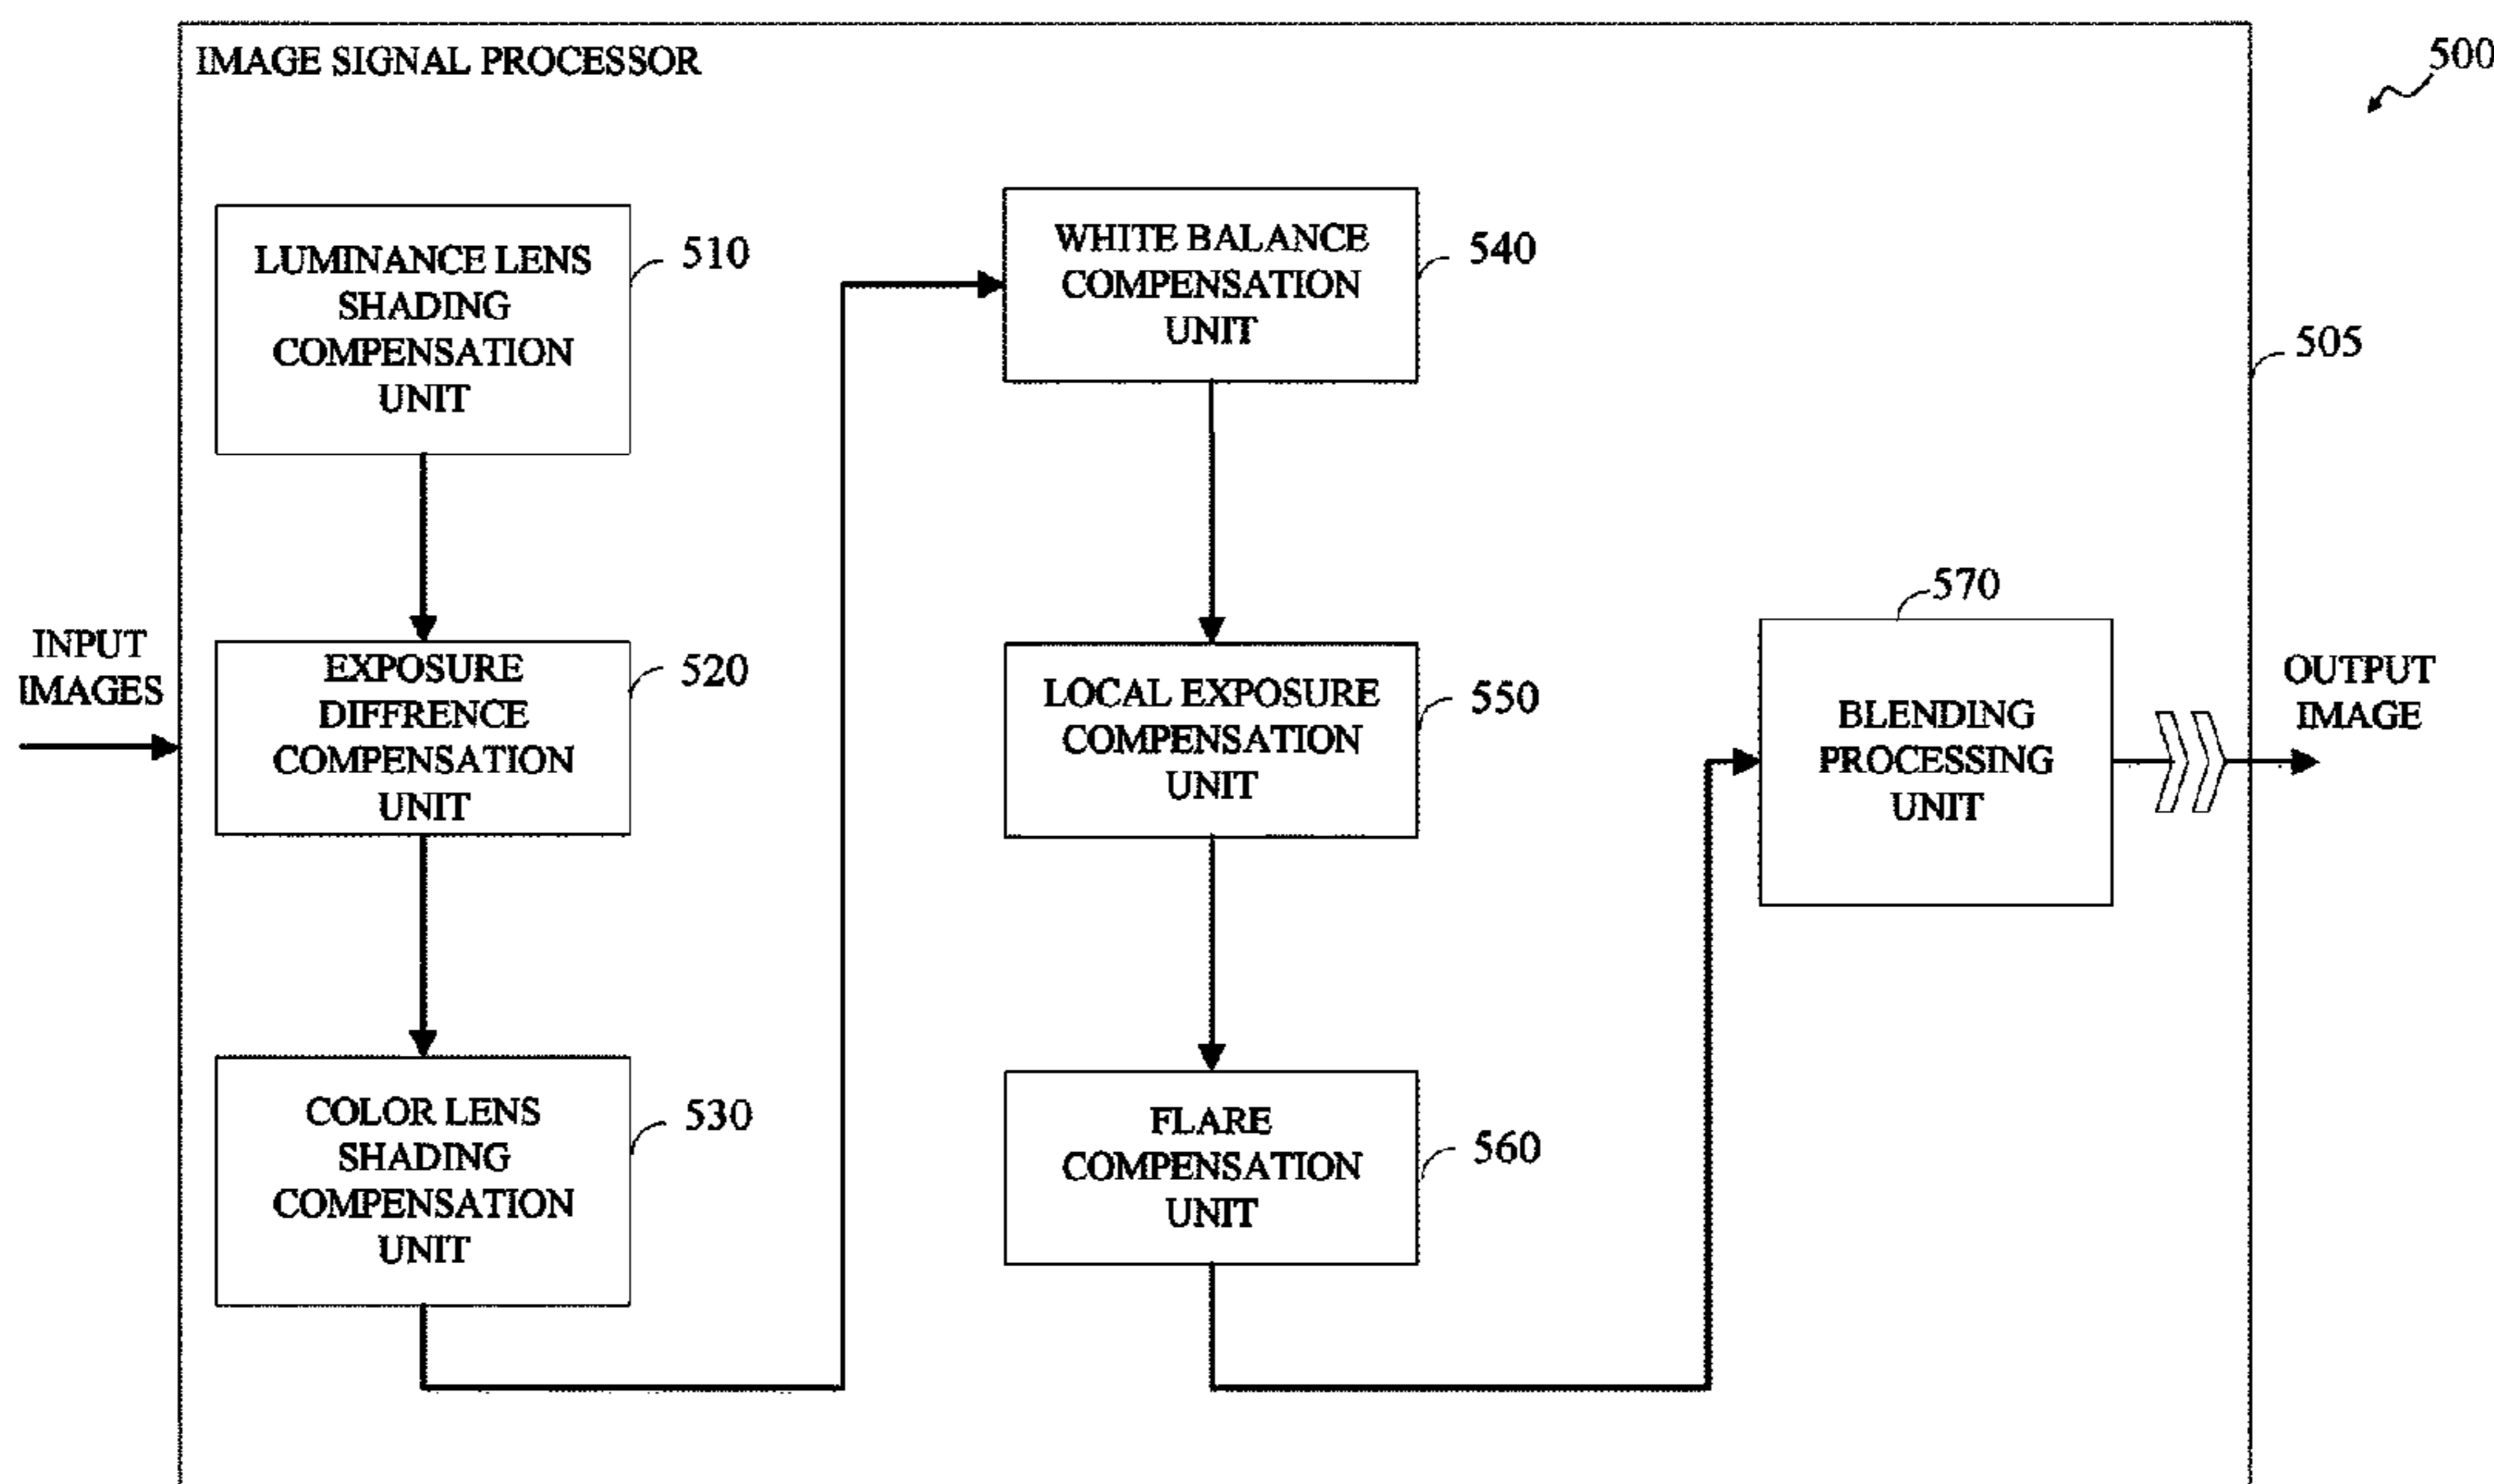 IMAGE SIGNAL PROCESSOR
500
LUMINANCE LENS
SHADING
COMPENSATION
UNIT
510
WHITE BALANCE
COMPENSATION
UNIT
540
505
INPUT
IMAGES
EXPOSURE
DIFFRENCE
COMPENSATION
UNIT
520
LOCAL EXPOSURE
COMPENSATION
UNIT
550
570
BLENDING
PROCESSING
UNIT
OUTPUT
IMAGE
COLOR LENS
SHADING
COMPENSATION
UNIT
530
FLARE
COMPENSATION
UNIT
560